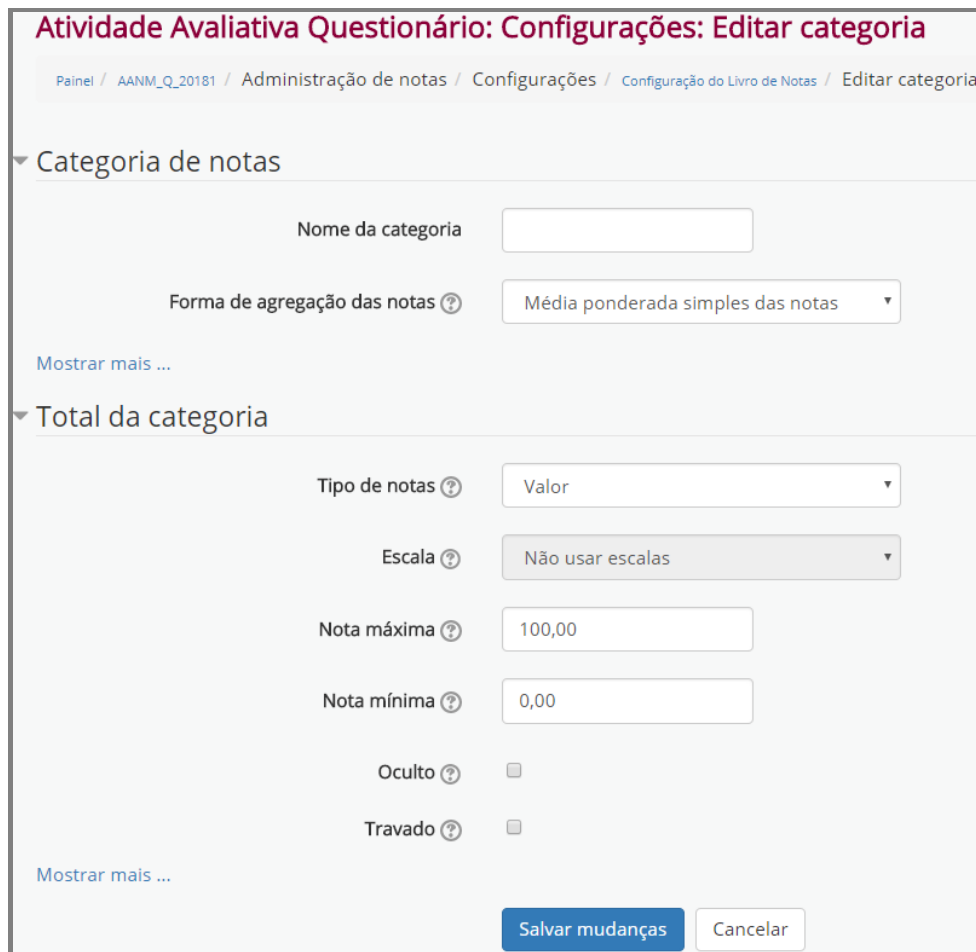 Atividade Avaliativa Questionário: Configurações: Editar categoria
Painel / AANM_Q_20181 / Administração de notas / Configurações / Configuração do Livro de Notas / Editar categoria
Categoria de notas
Nome da categoria
Forma de agregação das notas Média ponderada simples das notas
Mostrar mais ...
Total da categoria
Tipo de notas Valor
Escala Não usar escalas
Nota máxima 100,00
Nota mínima 0,00
Oculto
Travado
Mostrar mais ...
Salvar mudanças Cancelar